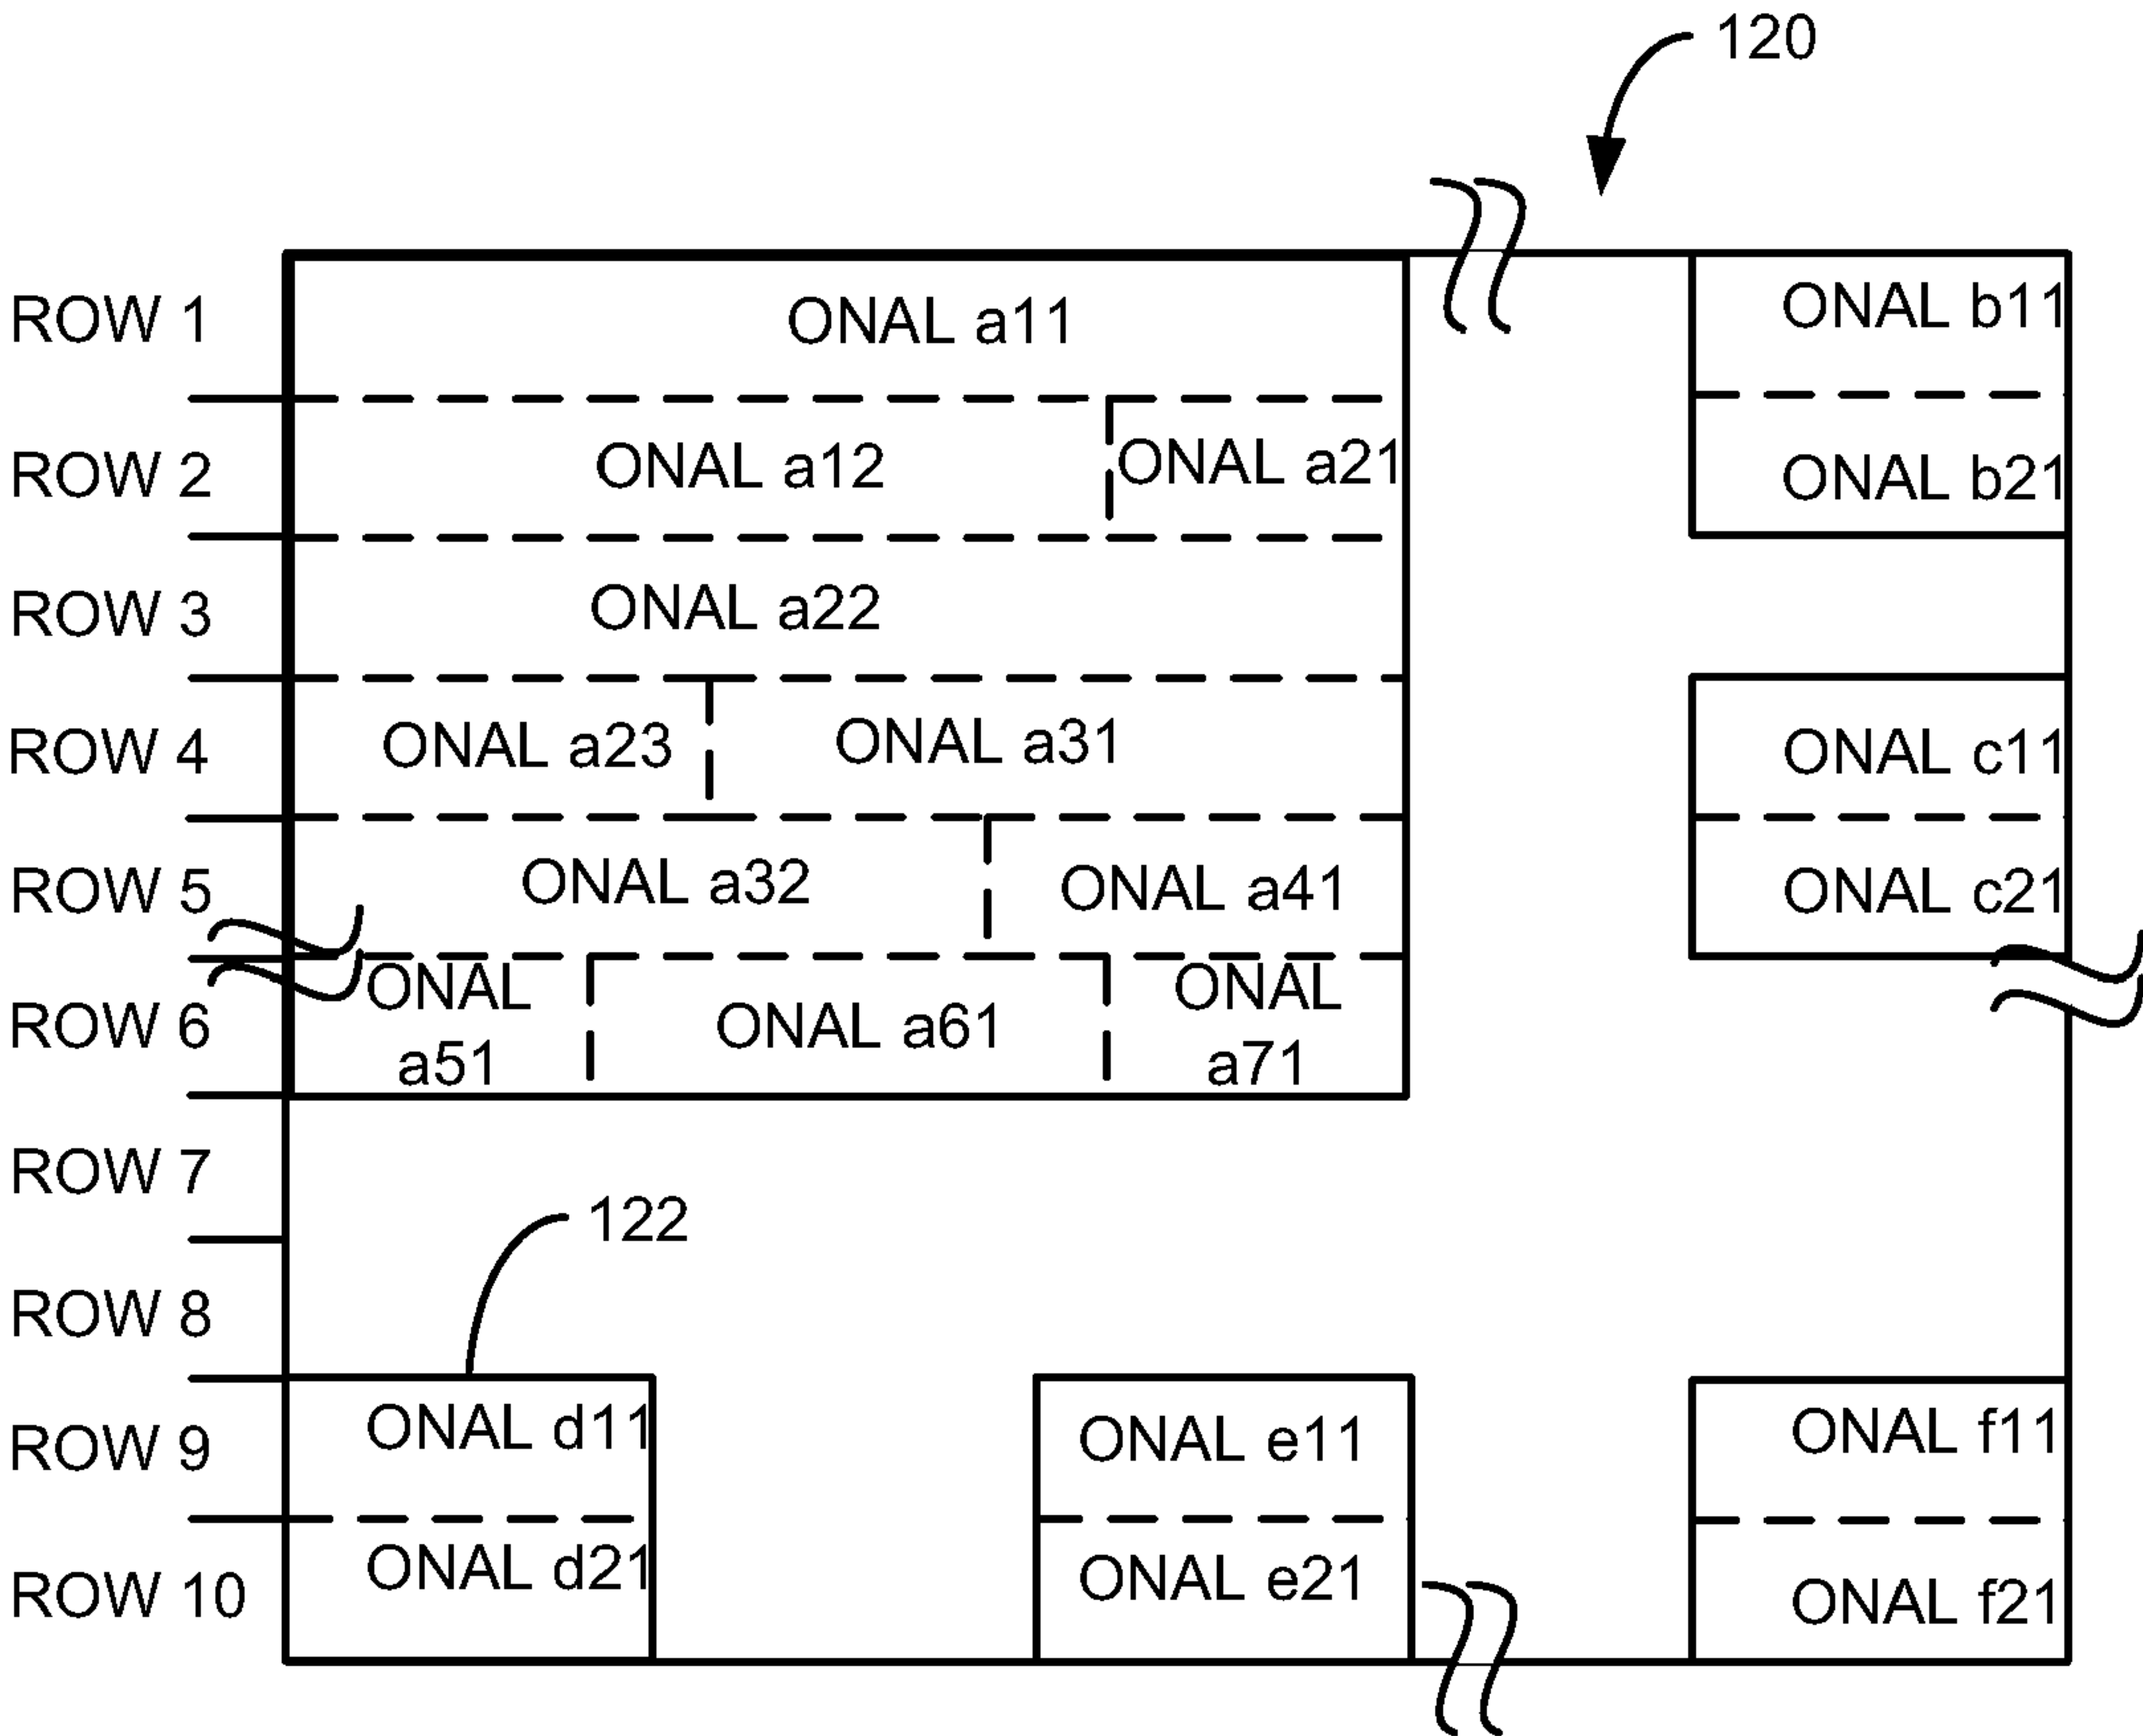 120
ROW 1 ONAL a11 ONAL b11
ROW 2 ONAL a12 ONAL a21 ONAL b21
ROW 3 ONAL a22
ROW 4 ONAL a23 ONAL a31 ONAL c11
ROW 5 ONAL a32 ONAL a41 ONAL c21
ROW 6 ONAL a51 ONAL a61 ONAL a71
ROW 7
122
ROW 8
ROW 9 ONAL d11 ONAL e11 ONAL f11
ROW 10 ONAL d21 ONAL e21 ONAL f21